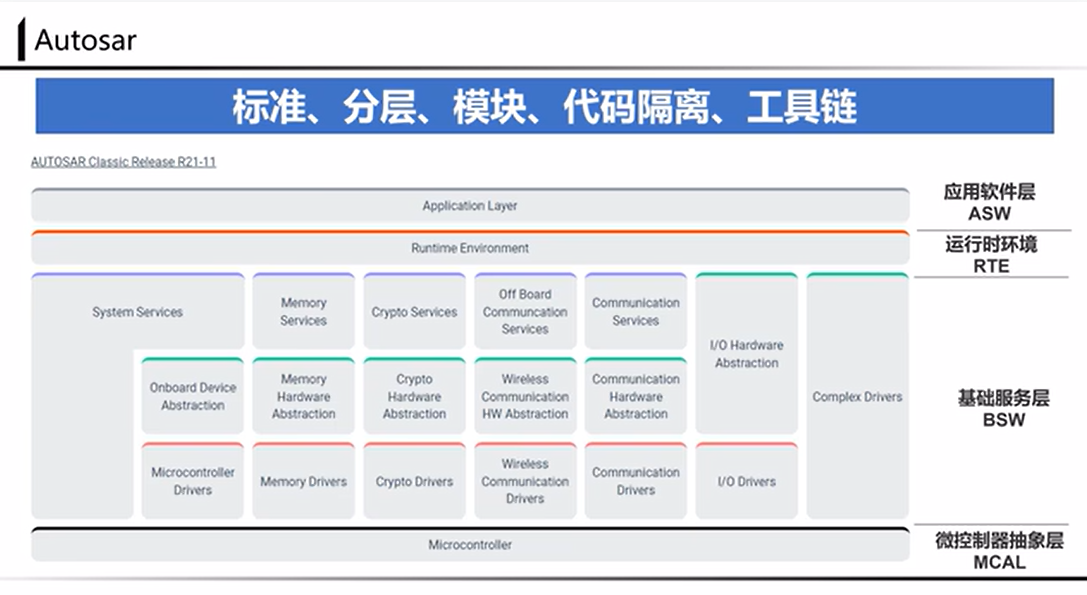 Autosar
标准、分层、模块、代码隔离、工具链
AUTOSAR Classic Release R21-11
Application Layer
应用软件层
ASW
Runtime Environment
运行时环境
RTE
System Services
Memory
Services
Crypto Services
Off Board
Communcation
Services
Communication
Services
I/O Hardware
Abstraction
Complex Drivers
Onboard Device
Abstraction
Memory
Hardware
Abstraction
Crypto
Hardware
Abstraction
Wireless
Communication
HW Abstraction
Communication
Hardware
Abstraction
基础服务层
BSW
Microcontroller
Drivers
Memory Drivers
Crypto Drivers
Wireless
Communication
Drivers
Communication
Drivers
I/O Drivers
Microcontroller
微控制器抽象层
MCAL